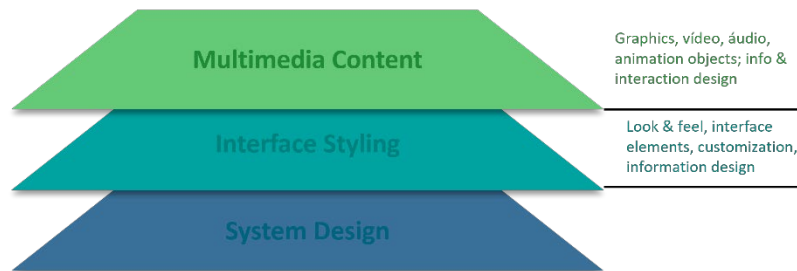 Multimedia Content
Graphics, vídeo, áudio,
animation objects; info &
interaction design
Interface Styling
Look & feel, interface
elements, customization,
information design
System Design